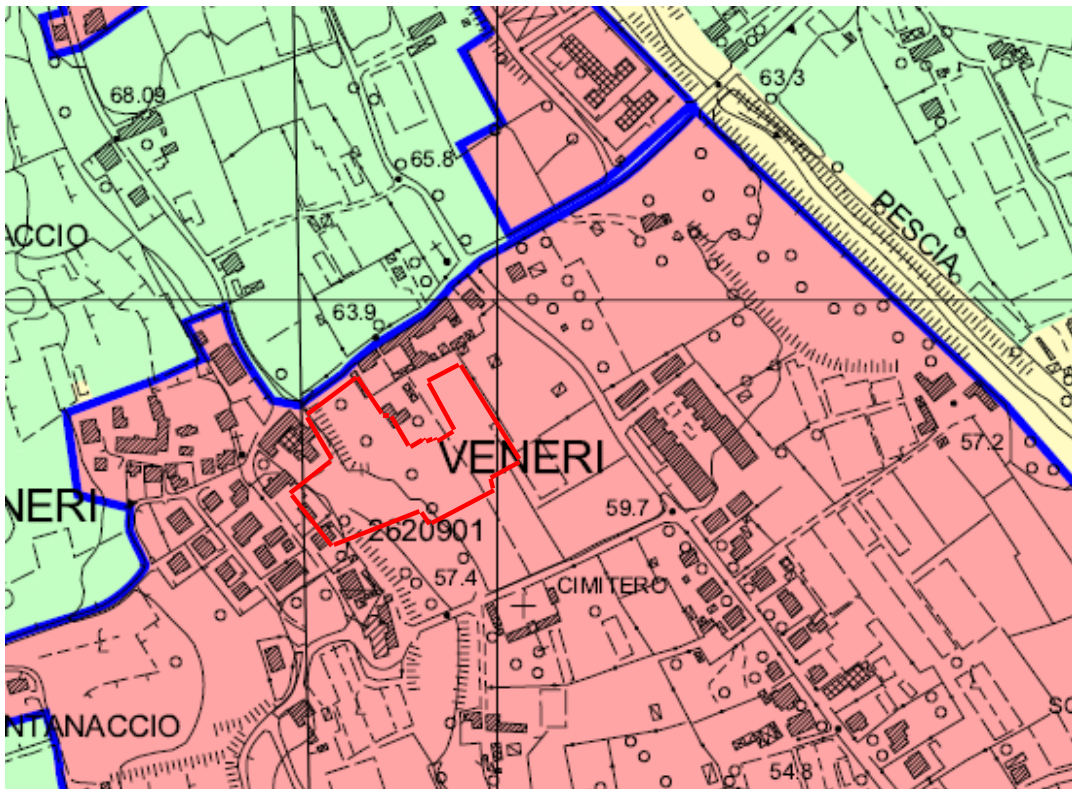 68.09
63.3
65.8
ACCIO
PESCIA
63.9
VENERI
57.2
NERI
59.7
2620901
57.4
CIMITERO
NTANACCIO
SC
54.8